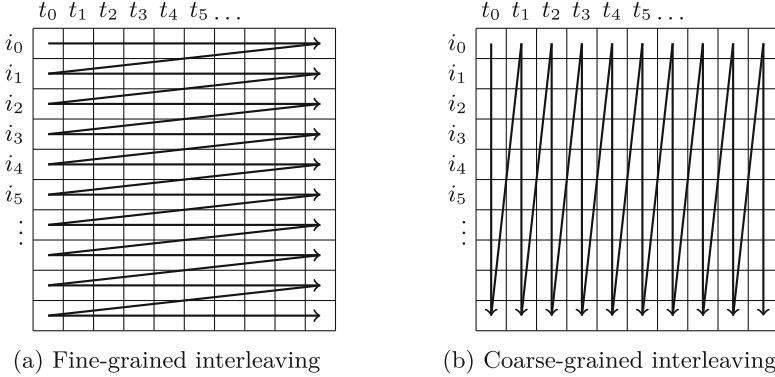 t₀ t₁ t₂ t₃ t₄ t₅ ...
i₀
i₁
i₂
i₃
i₄
i₅
⋮
(a) Fine-grained interleaving
t₀ t₁ t₂ t₃ t₄ t₅ ...
i₀
i₁
i₂
i₃
i₄
i₅
⋮
(b) Coarse-grained interleaving